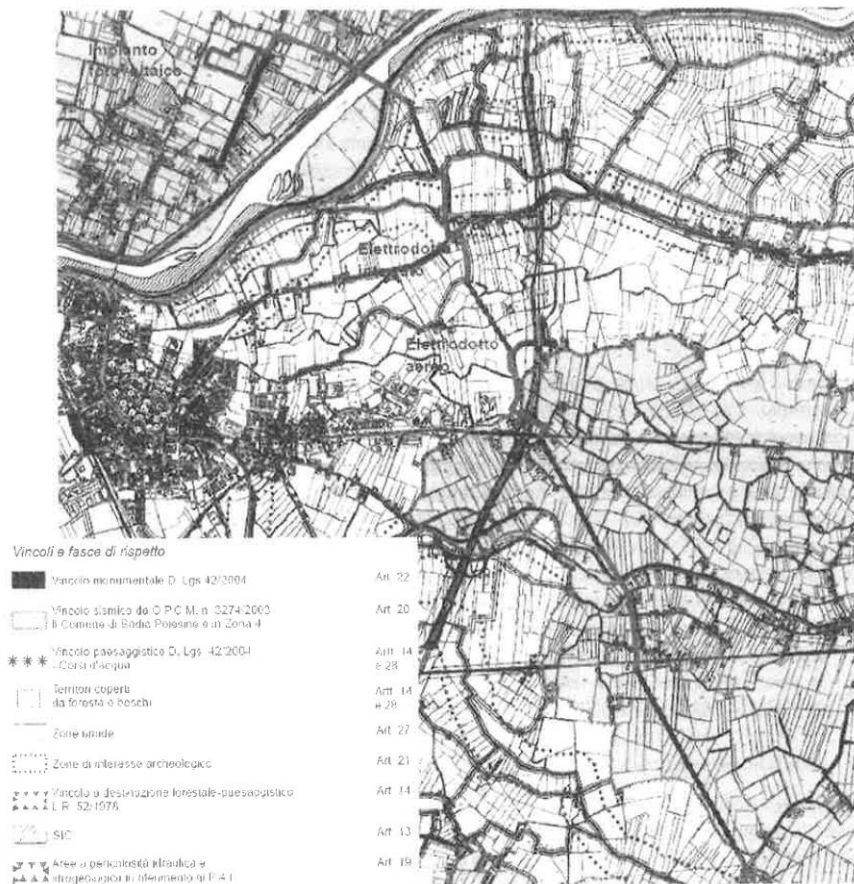 Impianto
fotovoltaico
Elettrodotto
interrato
Elettrodotto
aereo
Vincoli e fasce di rispetto
Vincolo monumentale D. Lgs 42/2004 Art. 22
Vincolo sismico da O.P.C.M. n. 3274/2003 Art. 20
Il Comune di Badia Polesine è in Zona 4
Vincolo paesaggistico D. Lgs. 42/2004 Artt. 14
- Corsi d'acqua e 28
Territori coperti Artt. 14
da foresta o boschi e 28
Zone umide Art. 27
Zone di interesse archeologico Art. 21
Vincolo a destinazione forestale-paesaggistico Art. 14
L.R. 52/1978
SIC Art. 13
Aree a pericolosità idraulica e Art. 19
idrogeologica in riferimento al P.A.I.